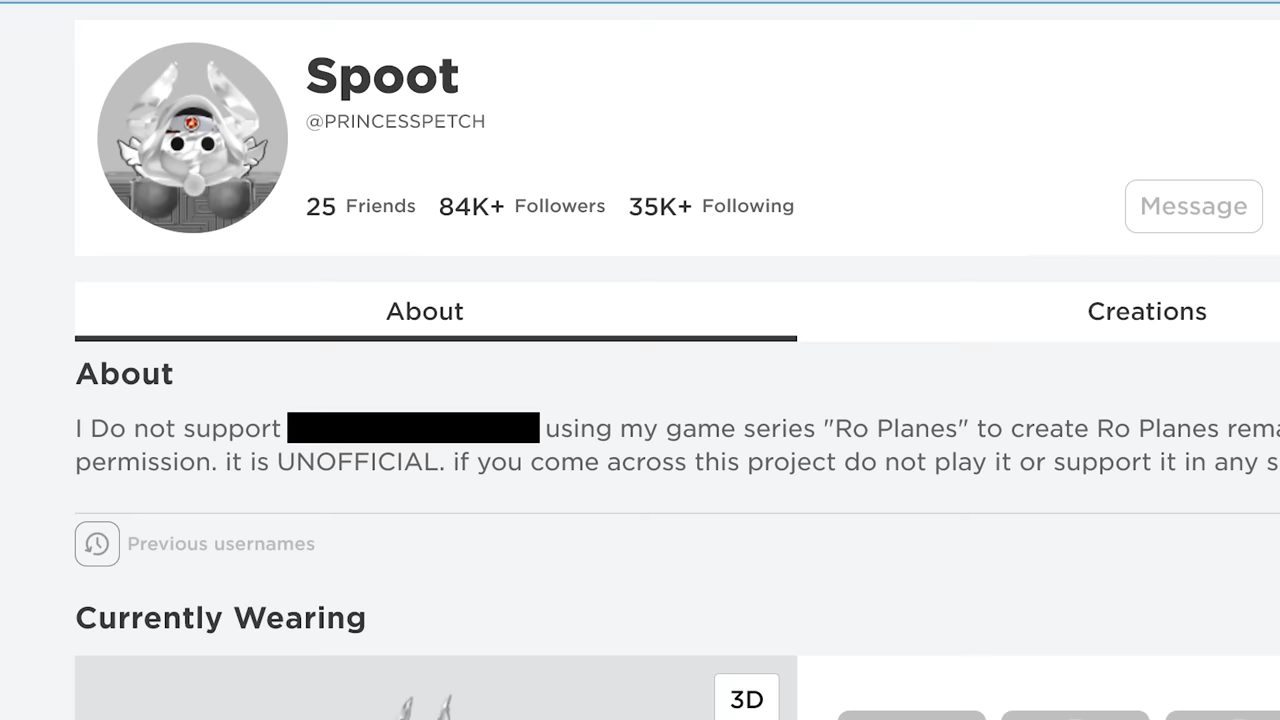 Spoot
@PRINCESSPETCH
25 Friends 84K+ Followers 35K+ Following
Message
About Creations
About
I Do not support using my game series "Ro Planes" to create Ro Planes
permission. it is UNOFFICIAL. if you come across this project do not play it or support it in any
Previous usernames
Currently Wearing
3D